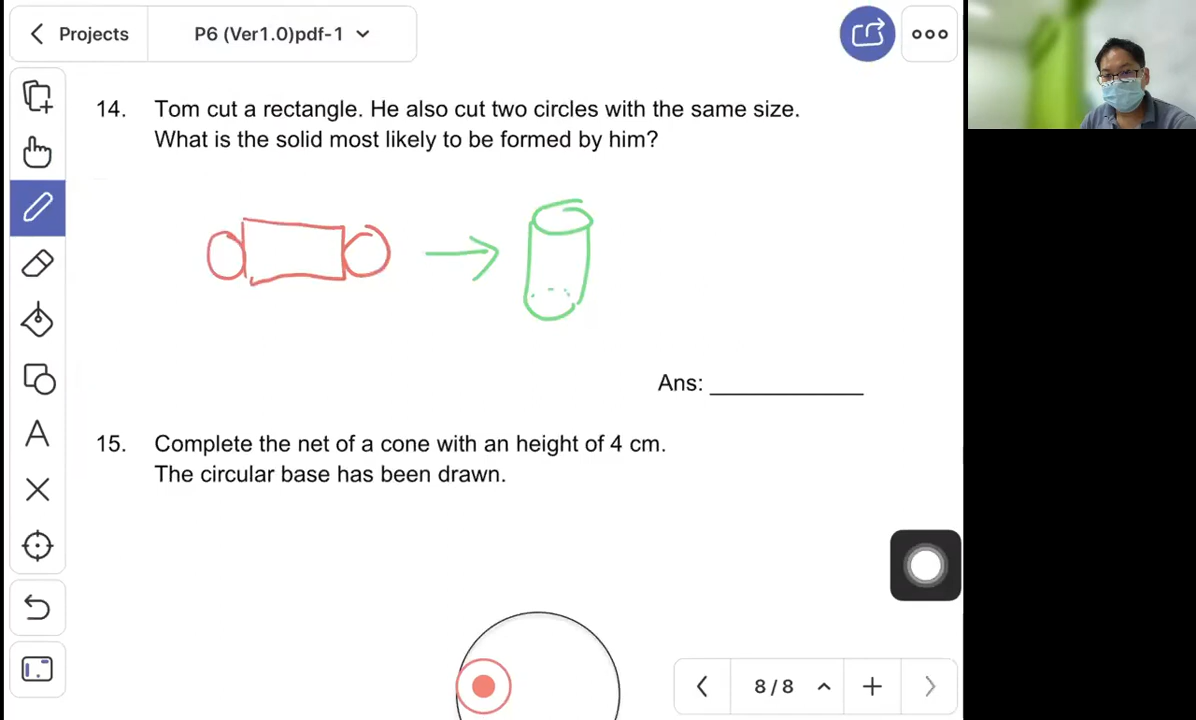 Projects
P6 (Ver1.0)pdf-1
14. Tom cut a rectangle. He also cut two circles with the same size.
What is the solid most likely to be formed by him?
Ans: ____________
15. Complete the net of a cone with an height of 4 cm.
The circular base has been drawn.
A
8/8